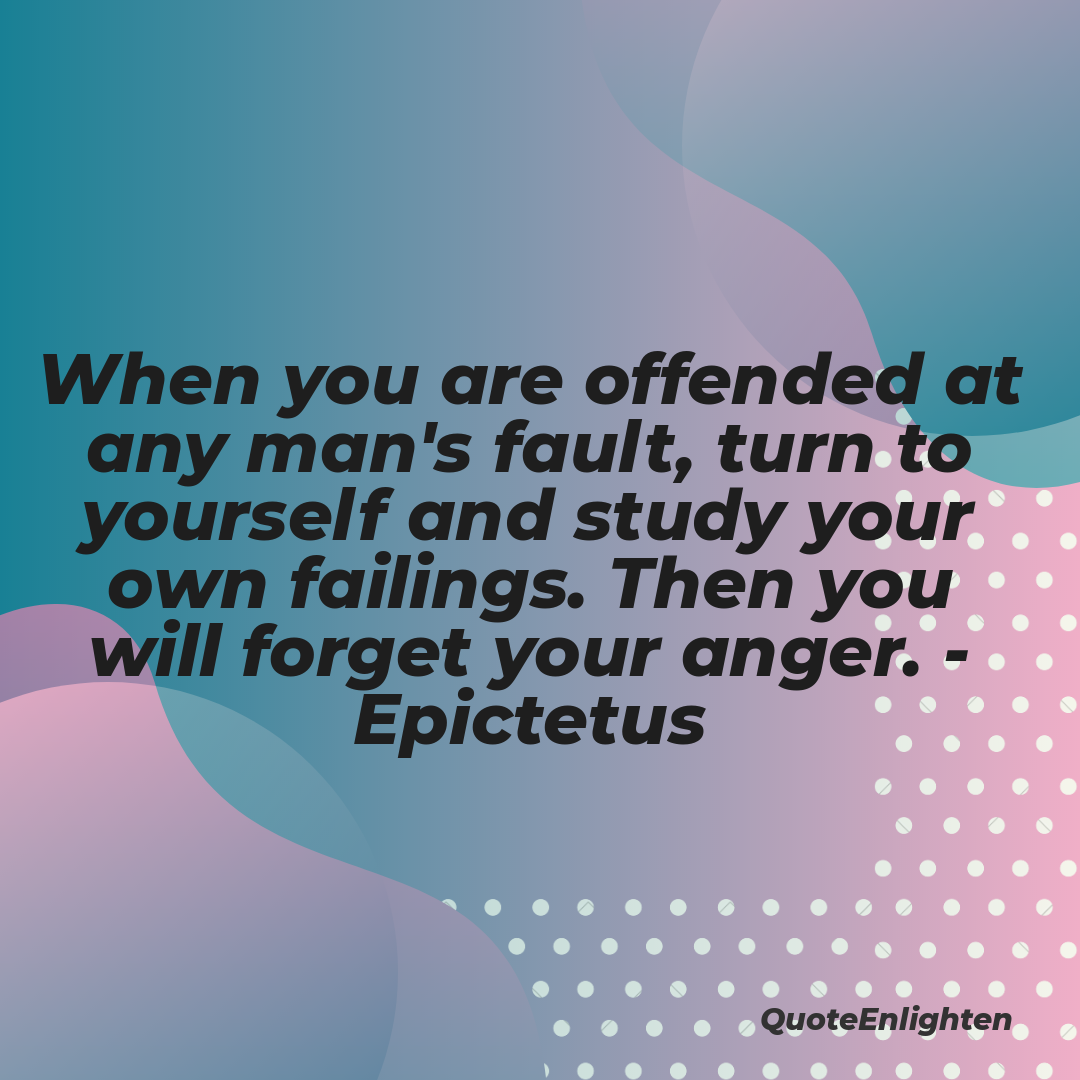 When you are offended at
any man's fault, turn to
yourself and study your
own failings. Then you
will forget your anger. -
Epictetus
QuoteEnlighten